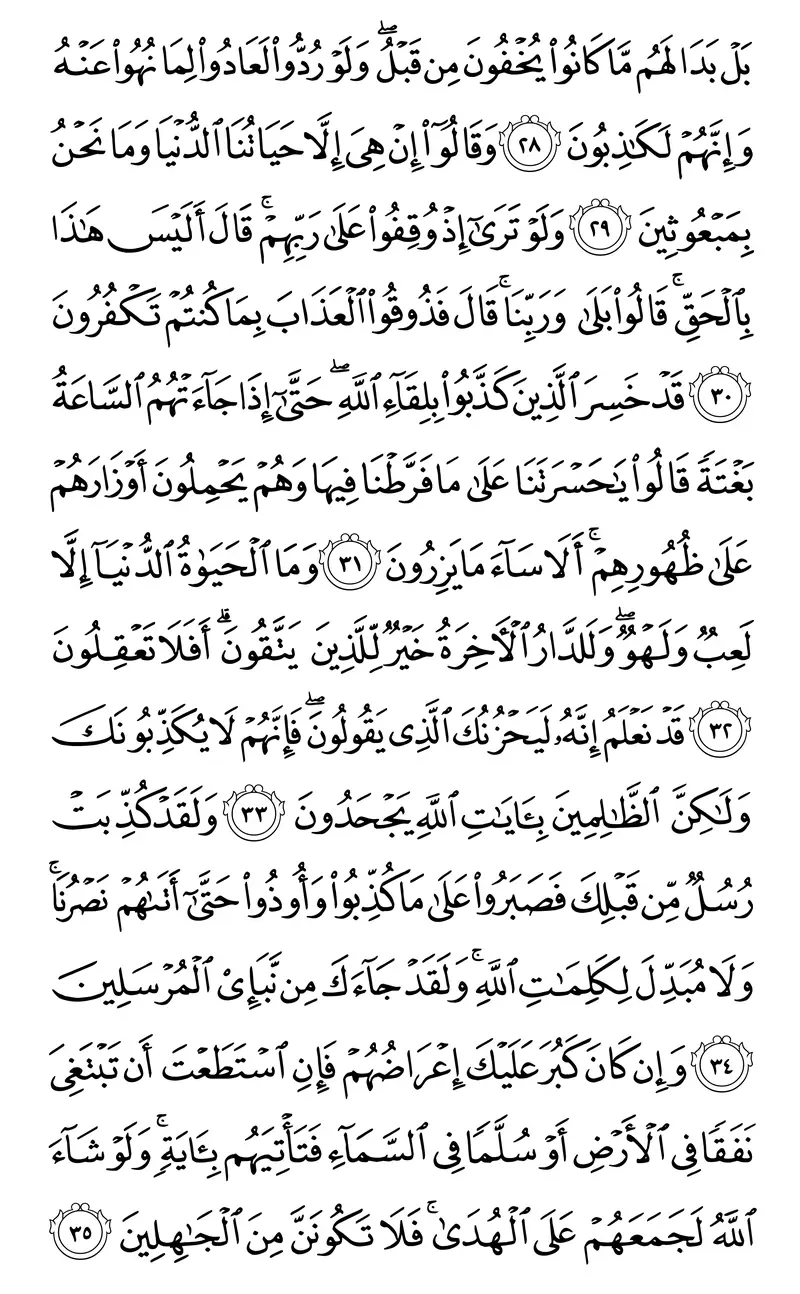 بَلْ بَدَا لَهُم مَّا كَانُوا۟ يُخْفُونَ مِن قَبْلُ ۖ وَلَوْ رُدُّوا۟ لَعَادُوا۟ لِمَا نُهُوا۟ عَنْهُ
وَإِنَّهُمْ لَكَـٰذِبُونَ ٢٨ وَقَالُوٓا۟ إِنْ هِىَ إِلَّا حَيَاتُنَا ٱلدُّنْيَا وَمَا نَحْنُ
بِمَبْعُوثِينَ ٢٩ وَلَوْ تَرَىٰٓ إِذْ وُقِفُوا۟ عَلَىٰ رَبِّهِمْ ۚ قَالَ أَلَيْسَ هَـٰذَا
بِٱلْحَقِّ ۚ قَالُوا۟ بَلَىٰ وَرَبِّنَا ۚ قَالَ فَذُوقُوا۟ ٱلْعَذَابَ بِمَا كُنتُمْ تَكْفُرُونَ
٣٠ قَدْ خَسِرَ ٱلَّذِينَ كَذَّبُوا۟ بِلِقَآءِ ٱللَّهِ ۖ حَتَّىٰٓ إِذَا جَآءَتْهُمُ ٱلسَّاعَةُ
بَغْتَةً قَالُوا۟ يَـٰحَسْرَتَنَا عَلَىٰ مَا فَرَّطْنَا فِيهَا وَهُمْ يَحْمِلُونَ أَوْزَارَهُمْ
عَلَىٰ ظُهُورِهِمْ ۚ أَلَا سَآءَ مَا يَزِرُونَ ٣١ وَمَا ٱلْحَيَوٰةُ ٱلدُّنْيَآ إِلَّا
لَعِبٌ وَلَهْوٌ ۖ وَلَلدَّارُ ٱلْـَٔاخِرَةُ خَيْرٌ لِّلَّذِينَ يَتَّقُونَ ۗ أَفَلَا تَعْقِلُونَ
٣٢ قَدْ نَعْلَمُ إِنَّهُۥ لَيَحْزُنُكَ ٱلَّذِى يَقُولُونَ ۖ فَإِنَّهُمْ لَا يُكَذِّبُونَكَ
وَلَـٰكِنَّ ٱلظَّـٰلِمِينَ بِـَٔايَـٰتِ ٱللَّهِ يَجْحَدُونَ ٣٣ وَلَقَدْ كُذِّبَتْ
رُسُلٌ مِّن قَبْلِكَ فَصَبَرُوا۟ عَلَىٰ مَا كُذِّبُوا۟ وَأُوذُوا۟ حَتَّىٰٓ أَتَىٰهُمْ نَصْرُنَا ۚ
وَلَا مُبَدِّلَ لِكَلِمَـٰتِ ٱللَّهِ ۚ وَلَقَدْ جَآءَكَ مِن نَّبَإِى۟ ٱلْمُرْسَلِينَ
٣٤ وَإِن كَانَ كَبُرَ عَلَيْكَ إِعْرَاضُهُمْ فَإِنِ ٱسْتَطَعْتَ أَن تَبْتَغِىَ
نَفَقًا فِى ٱلْأَرْضِ أَوْ سُلَّمًا فِى ٱلسَّمَآءِ فَتَأْتِيَهُم بِـَٔايَةٍ ۚ وَلَوْ شَآءَ
ٱللَّهُ لَجَمَعَهُمْ عَلَى ٱلْهُدَىٰ ۚ فَلَا تَكُونَنَّ مِنَ ٱلْجَـٰهِلِينَ ٣٥